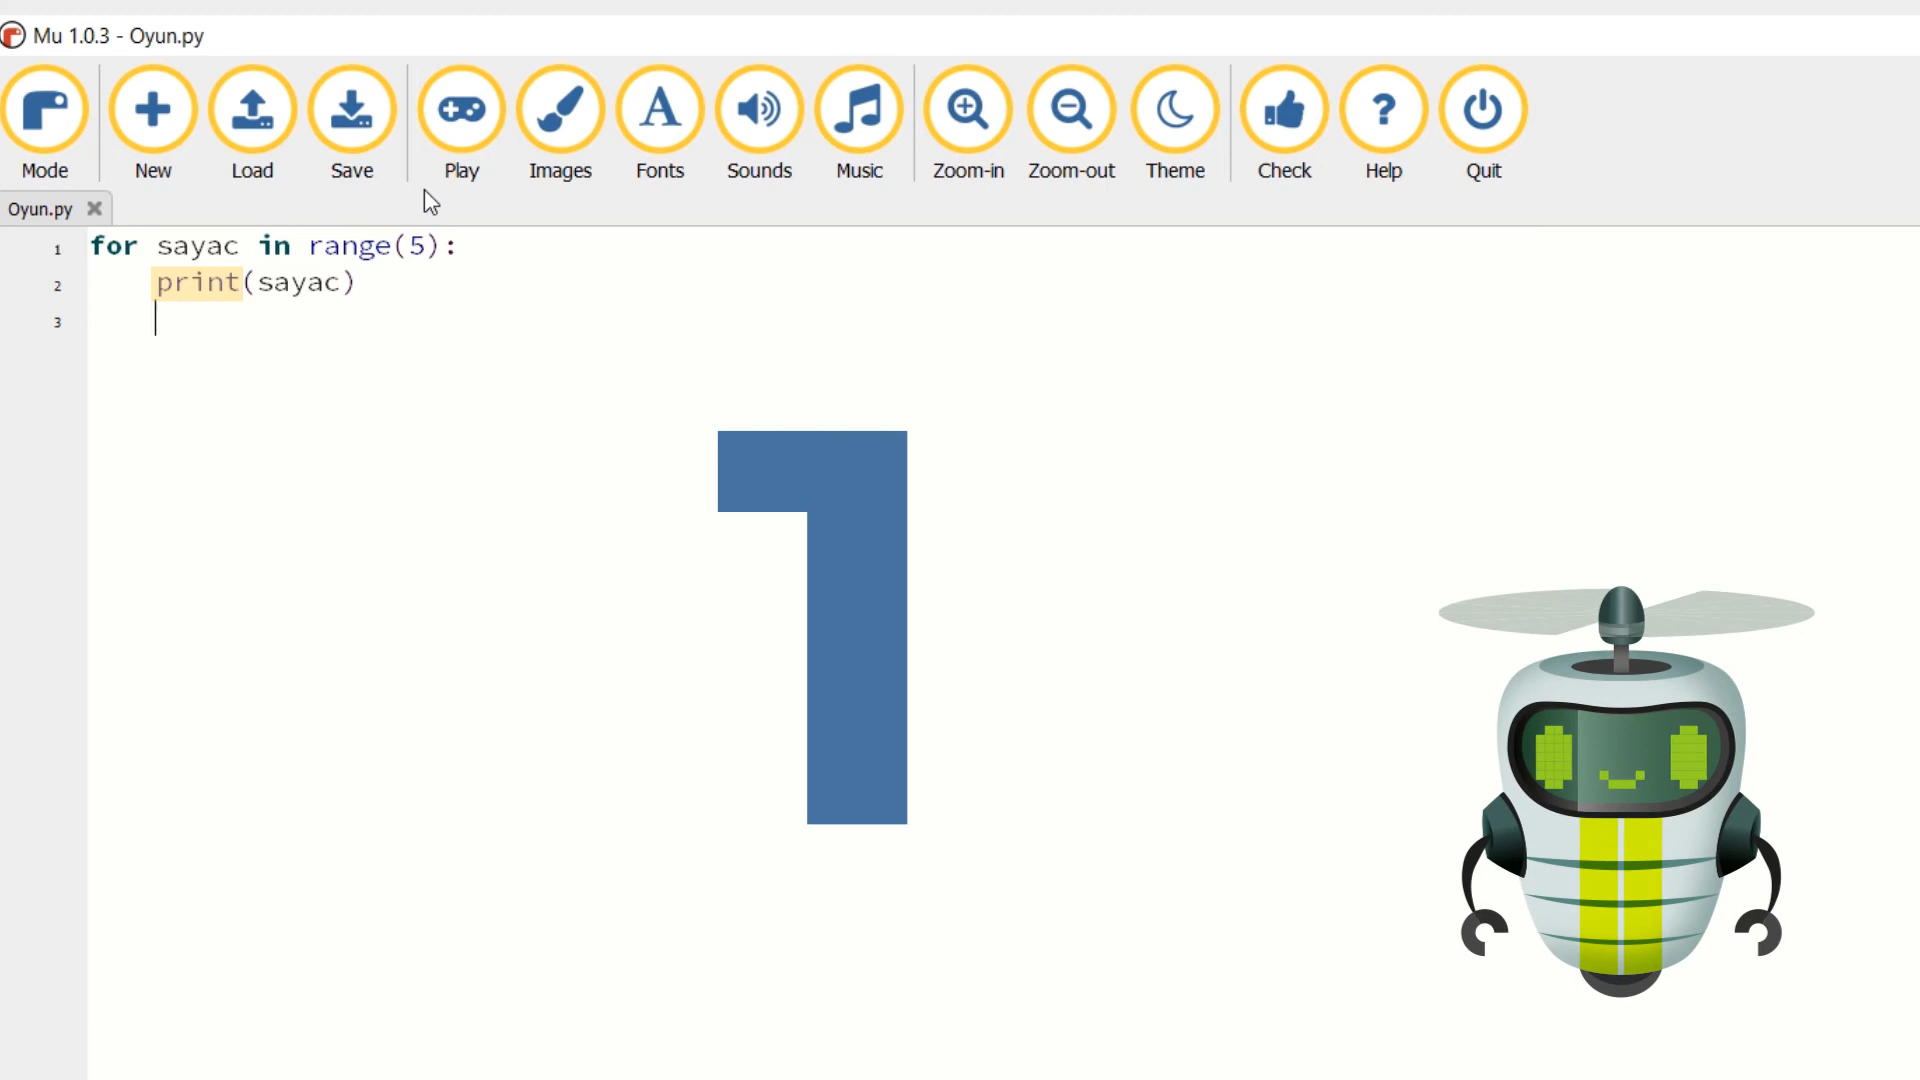 Mu 1.0.3 - Oyun.py
Mode New Load Save Play Images Fonts Sounds Music Zoom-in Zoom-out Theme Check Help Quit
Oyun.py
1 for sayac in range(5):
2 print(sayac)
3
1